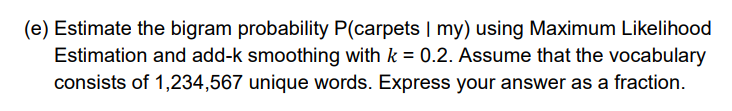 (e) Estimate the bigram probability P(carpets | my) using Maximum Likelihood
Estimation and add-k smoothing with k = 0.2. Assume that the vocabulary
consists of 1,234,567 unique words. Express your answer as a fraction.